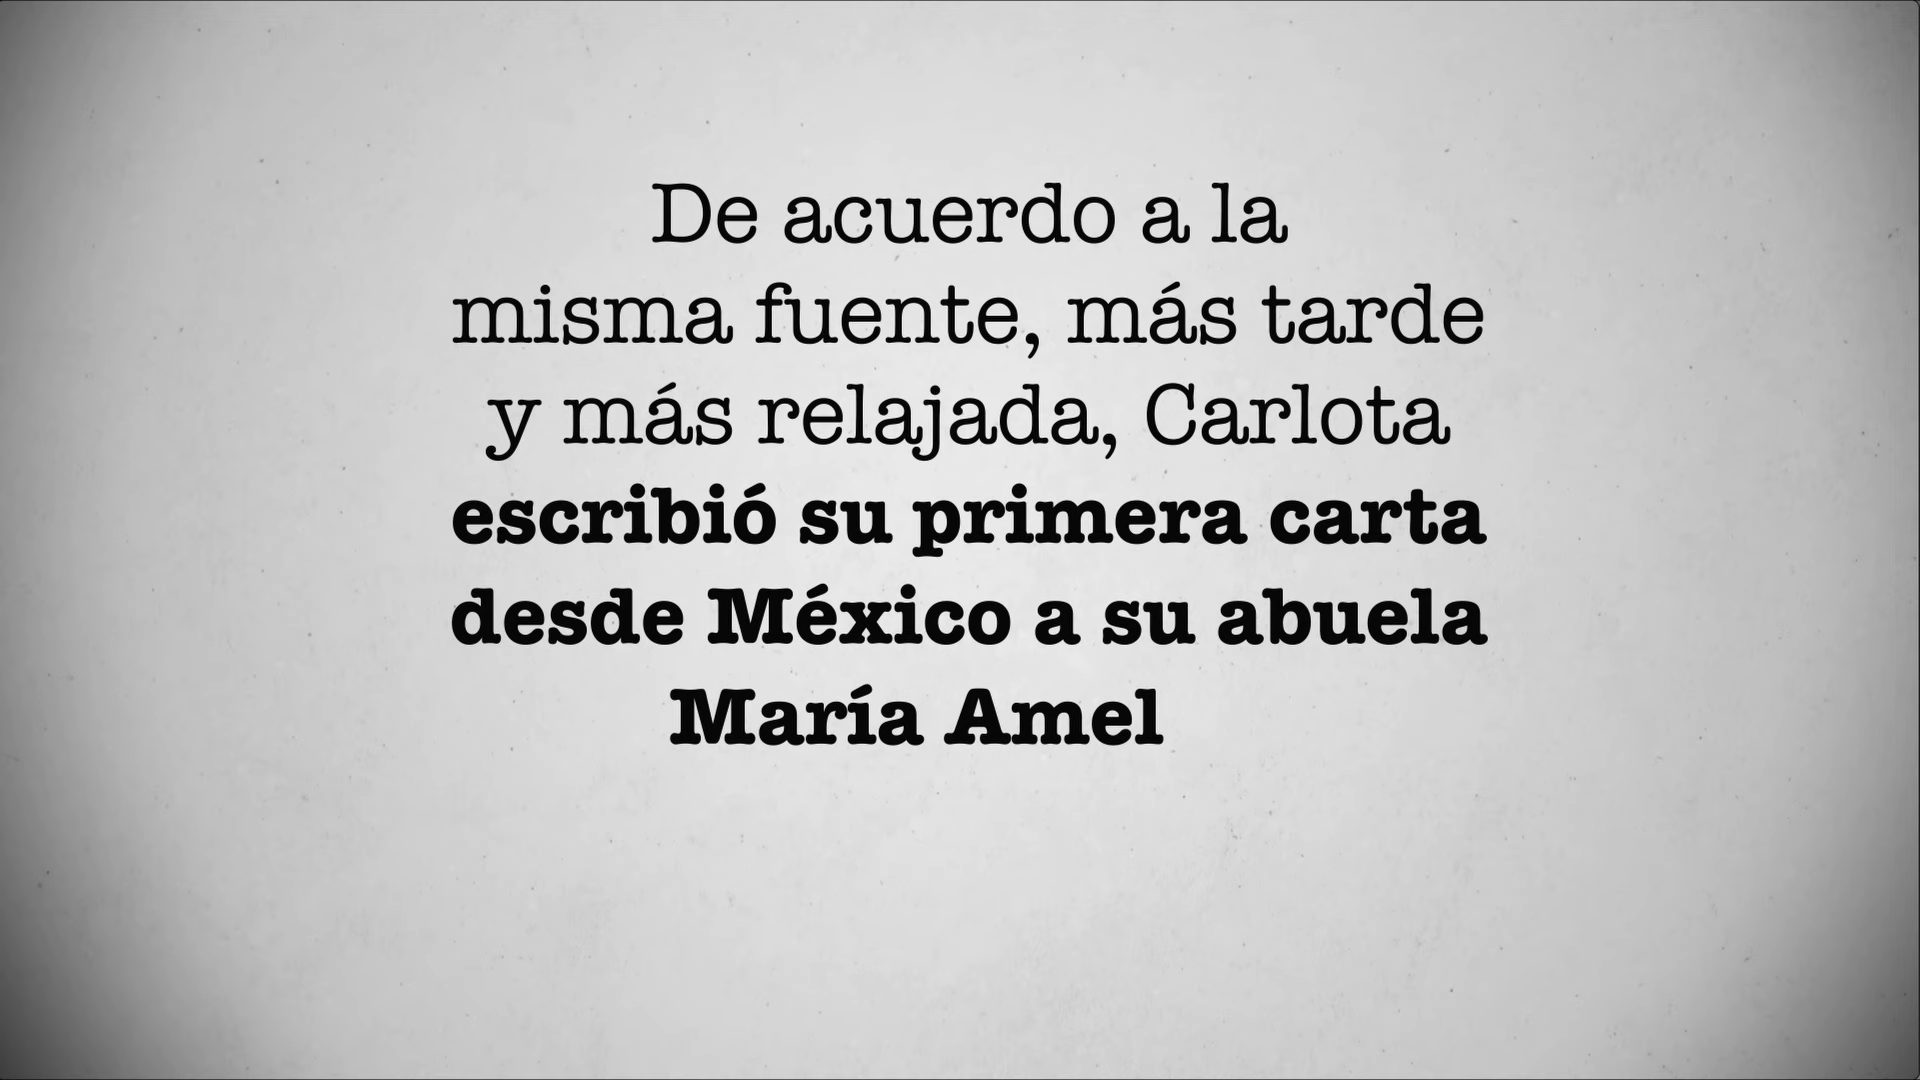 De acuerdo a la
misma fuente, más tarde
y más relajada, Carlota
escribió su primera carta
desde México a su abuela
María Amel